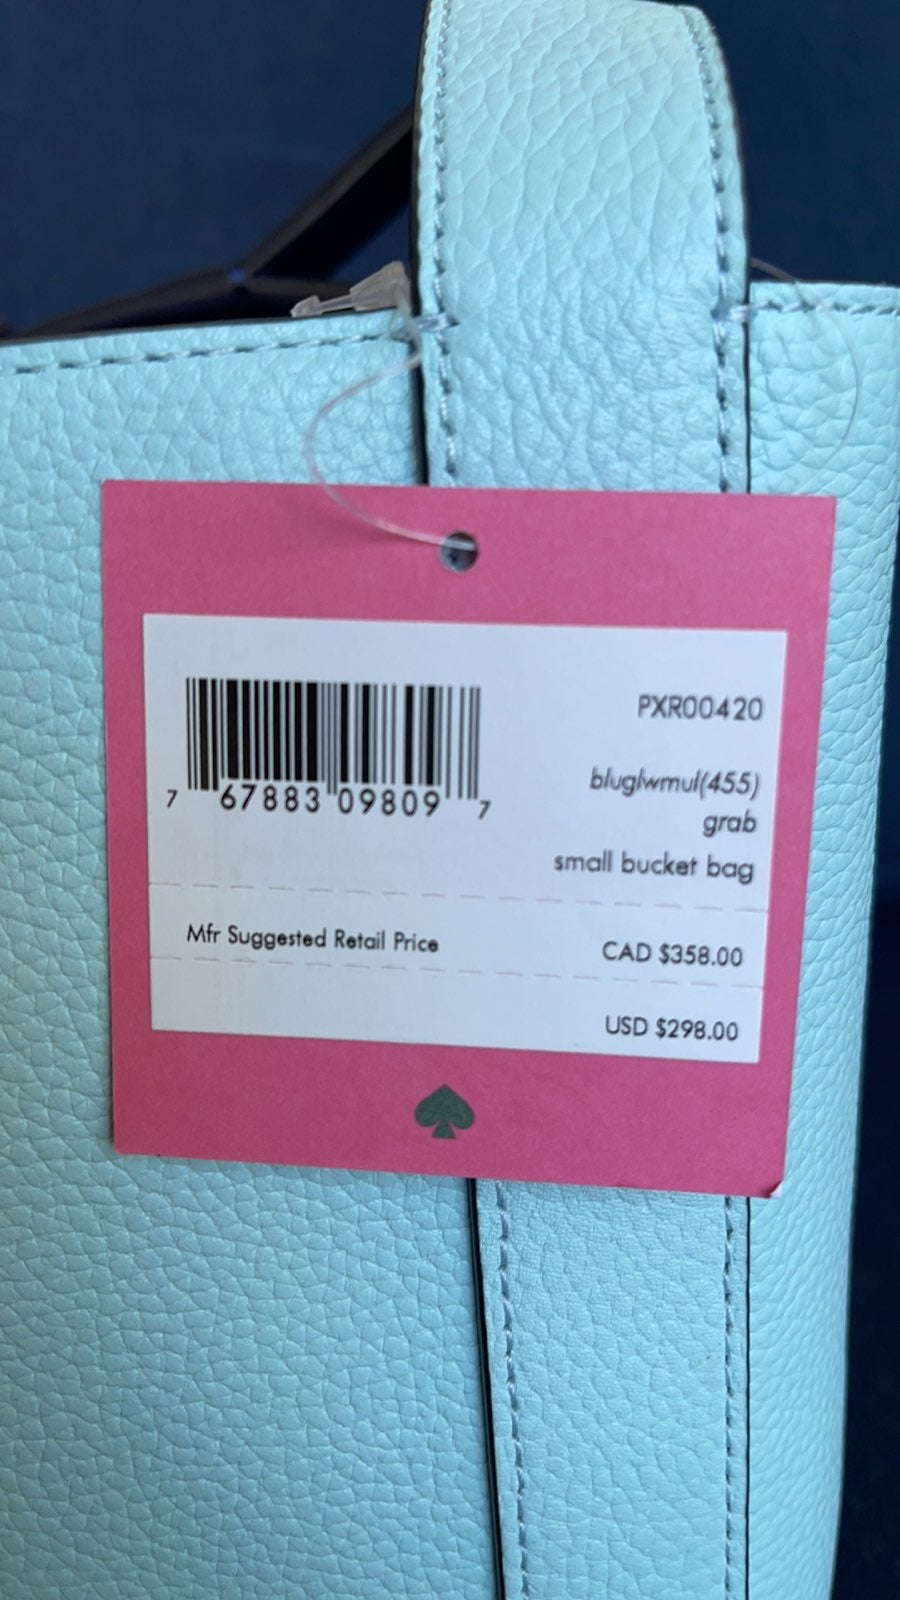 PXR00420
7 67883 09809 7
bluglwmul(455)
grab
small bucket bag
Mfr Suggested Retail Price CAD $358.00
USD $298.00